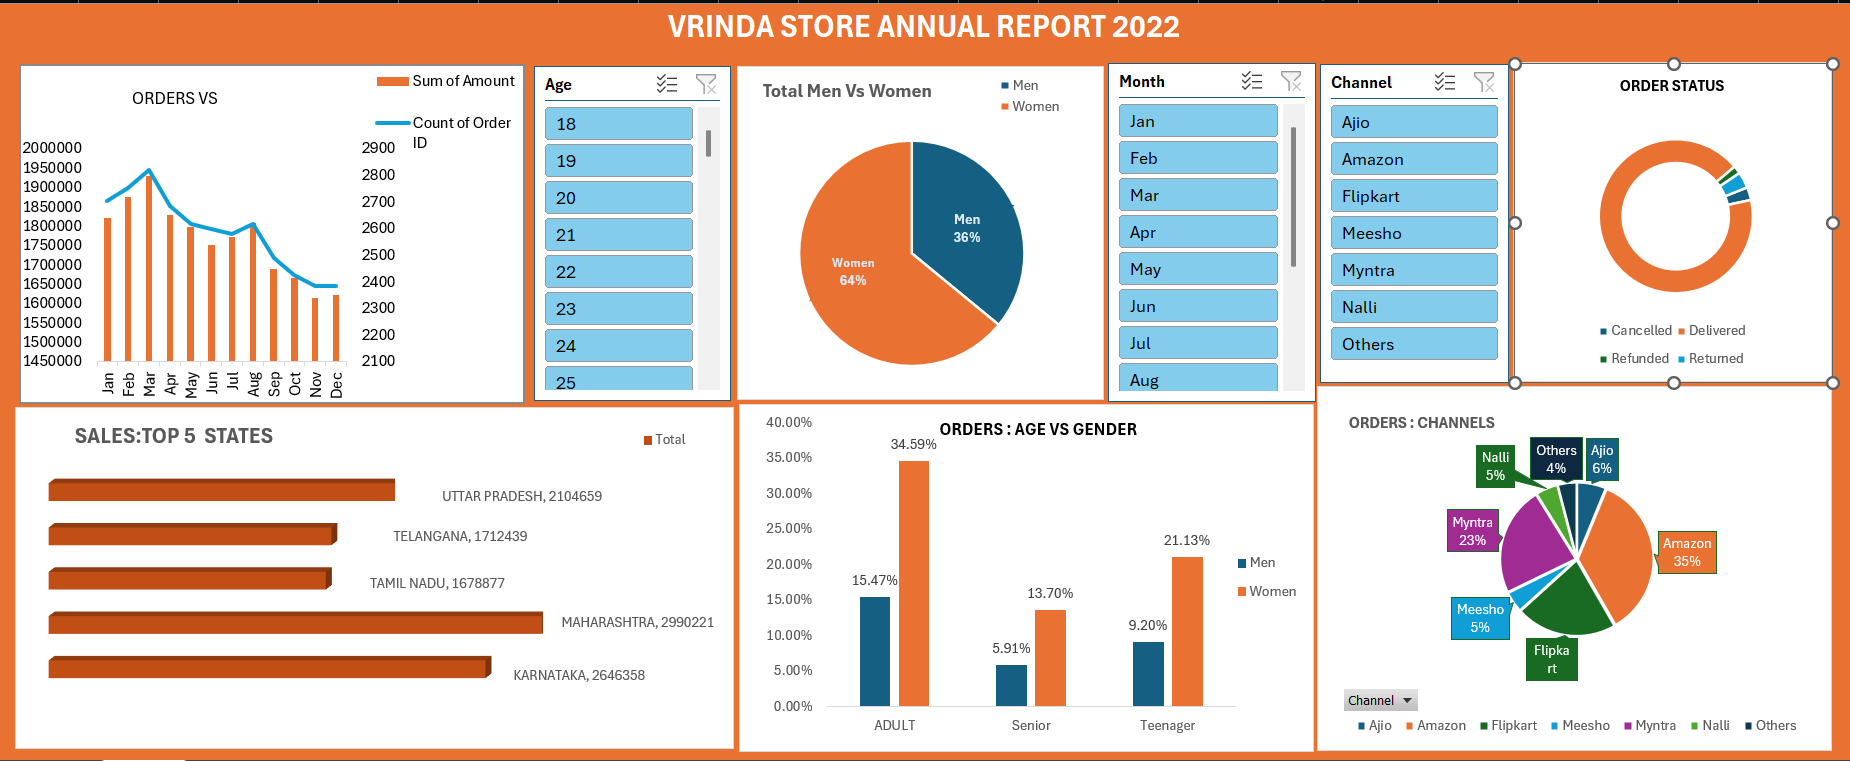 VRINDA STORE ANNUAL REPORT 2022
ORDERS VS
Sum of Amount
Count of Order
ID
2000000
1950000
1900000
1850000
1800000
1750000
1700000
1650000
1600000
1550000
1500000
1450000
2900
2800
2700
2600
2500
2400
2300
2200
2100
Jan
Feb
Mar
Apr
May
Jun
Jul
Aug
Sep
Oct
Nov
Dec
Age
18
19
20
21
22
23
24
25
Total Men Vs Women
Men
Women
Men
36%
Women
64%
Month
Jan
Feb
Mar
Apr
May
Jun
Jul
Aug
Channel
Ajio
Amazon
Flipkart
Meesho
Myntra
Nalli
Others
ORDER STATUS
Cancelled Delivered
Refunded Returned
SALES:TOP 5 STATES
Total
UTTAR PRADESH, 2104659
TELANGANA, 1712439
TAMIL NADU, 1678877
MAHARASHTRA, 2990221
KARNATAKA, 2646358
ORDERS : AGE VS GENDER
40.00%
35.00%
30.00%
25.00%
20.00%
15.00%
10.00%
5.00%
0.00%
34.59%
15.47%
5.91%
13.70%
9.20%
21.13%
ADULT
Senior
Teenager
Men
Women
ORDERS : CHANNELS
Nalli
5%
Others
4%
Ajio
6%
Myntra
23%
Amazon
35%
Meesho
5%
Flipka
rt
Channel
Ajio Amazon Flipkart Meesho Myntra Nalli Others